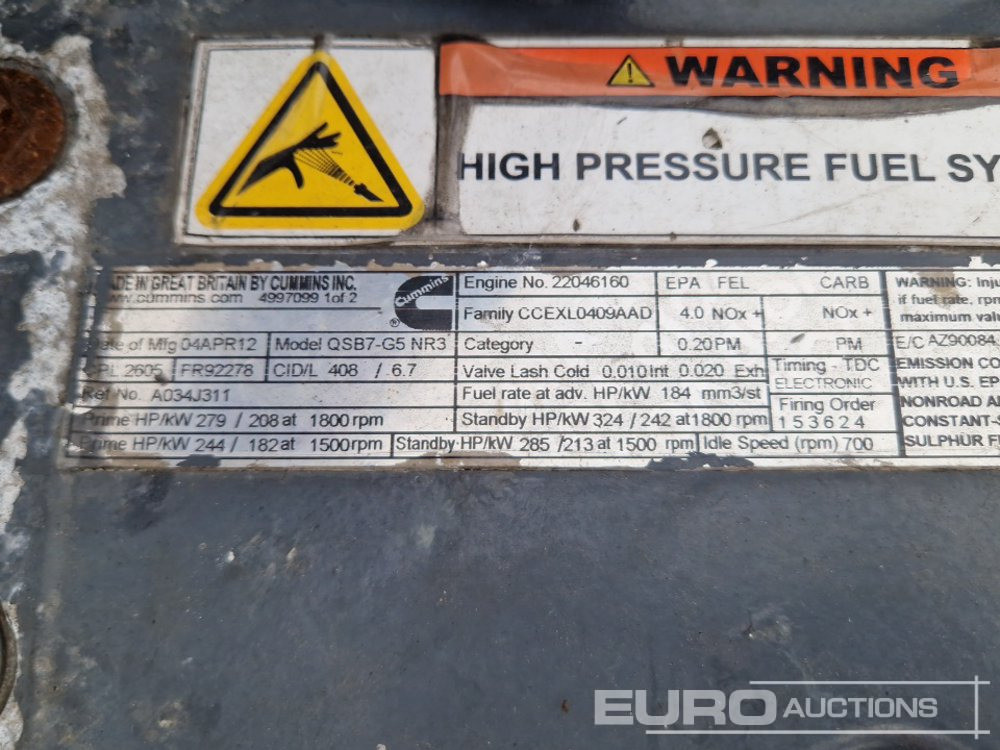 WARNING
HIGH PRESSURE FUEL SY
ADE IN GREAT BRITAIN BY CUMMINS INC.
www.cummins.com 4997099 1 of 2
Cummins
®
Date of Mfg 04APR12 Model QSB7-G5 NR3
CPL 2605 FR92278 CID/L 408 / 6.7
Ref No. A034J311
Prime HP/kW 279 / 208 at 1800 rpm
Prime HP/kW 244 / 182 at 1500 rpm
Engine No. 22046160
Family CCEXL0409AAD
Category -
Valve Lash Cold 0.010 Int 0.020 Exh
Fuel rate at adv. HP/kW 184 mm3/st
Standby HP/kW 324 / 242 at 1800 rpm
Standby HP/kW 285 / 213 at 1500 rpm Idle Speed (rpm) 700
EPA FEL CARB
4.0 NOx + NOx +
0.20 PM PM
Timing - TDC
ELECTRONIC
Firing Order
1 5 3 6 2 4
WARNING: Inju
if fuel rate, rpm
maximum valu
E/C AZ90084.
EMISSION CO
WITH U.S. EP
NONROAD A
CONSTANT-S
SULPHUR F
EURO AUCTIONS